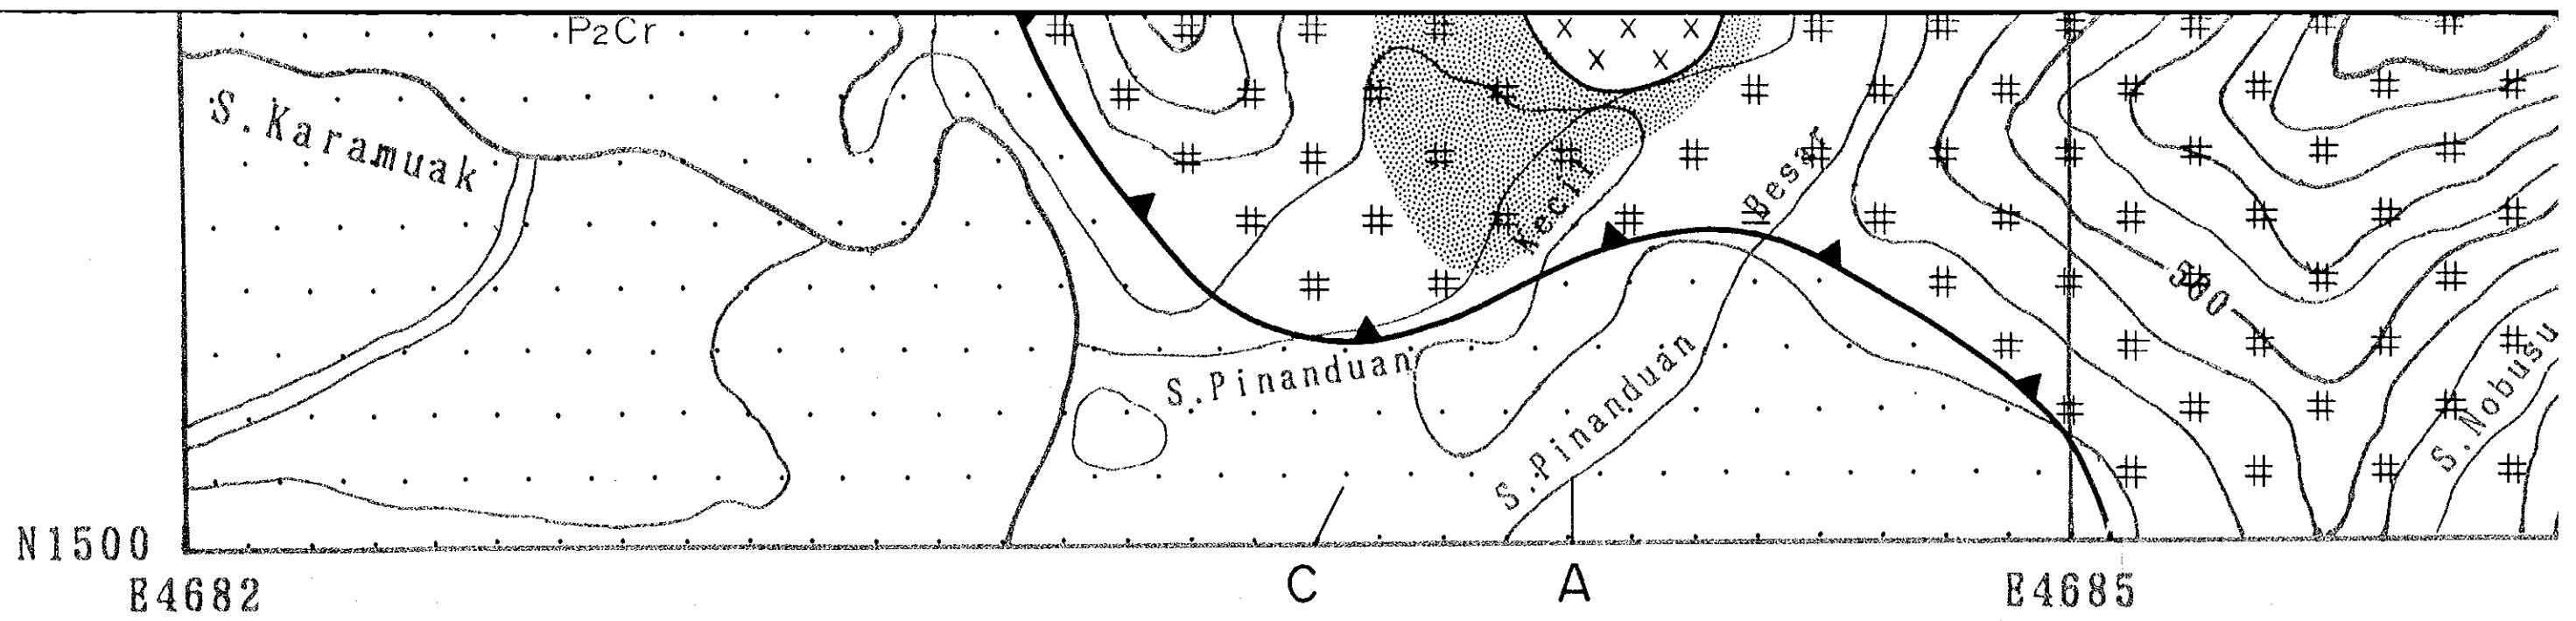 P2Cr
S. Karamuak
Kecil
Besar
500
S. Pinanduan
S. Pinanduan
S. Nobusu
N1500
E4682
C
A
E4685